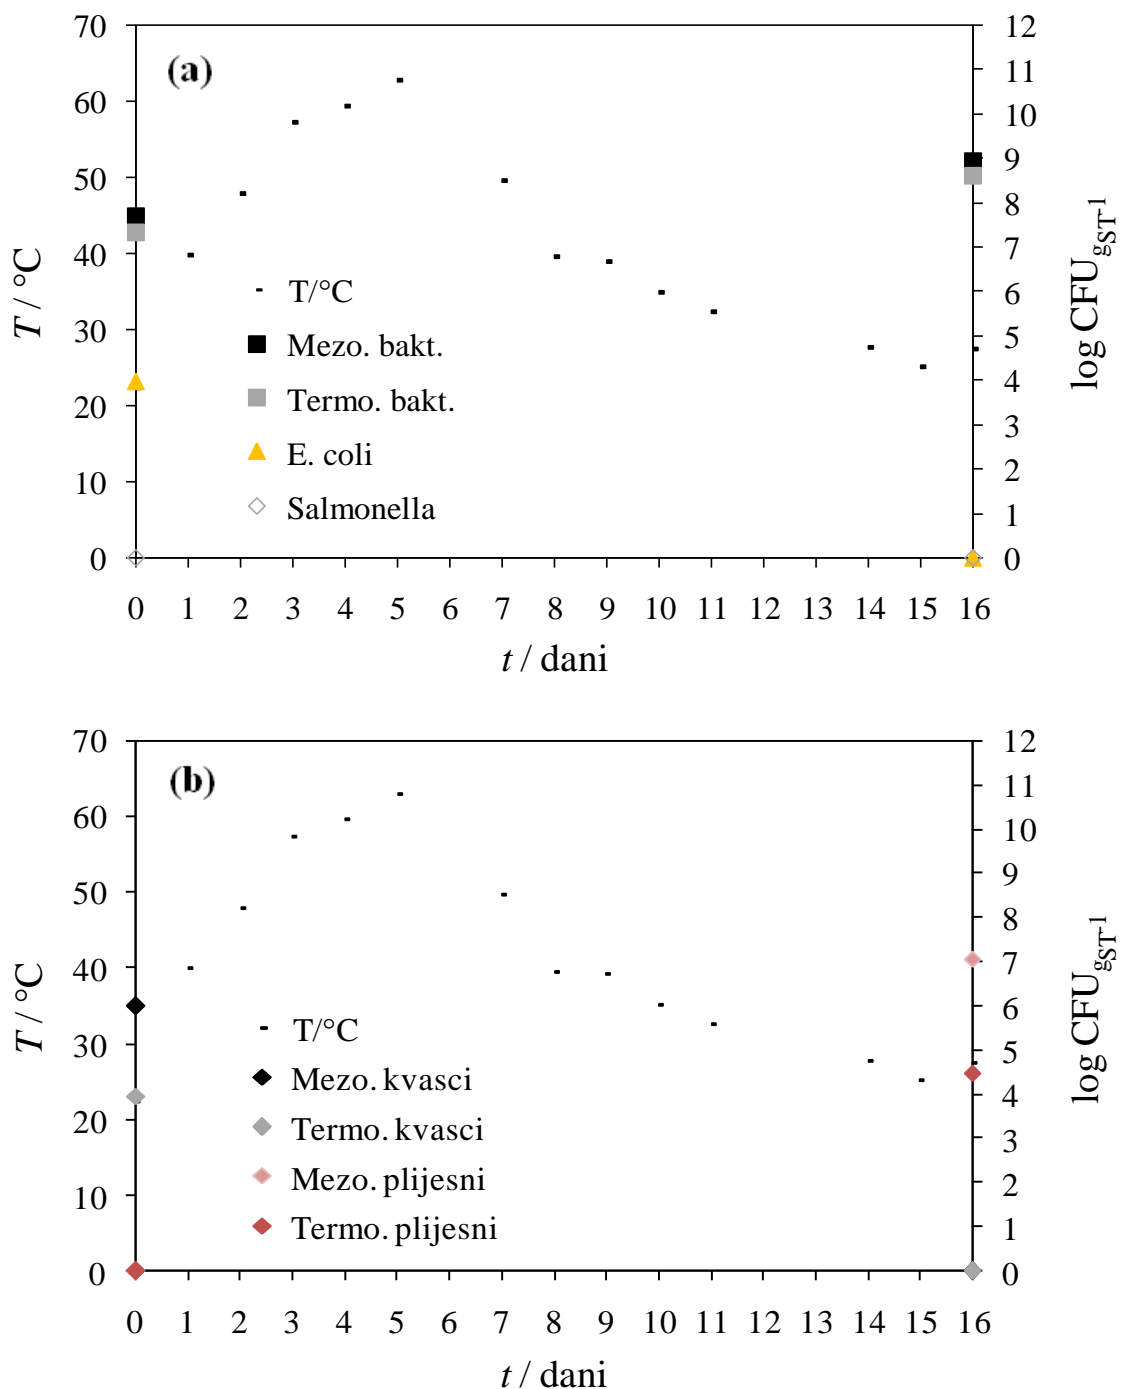 (a)
T / °C
70
60
50
40
30
20
10
0
12
11
10
9
8
7
6
5
4
3
2
1
0
log CFU gST-1
T/°C
Mezo. bakt.
Termo. bakt.
E. coli
Salmonella
0 1 2 3 4 5 6 7 8 9 10 11 12 13 14 15 16
t / dani
(b)
T / °C
70
60
50
40
30
20
10
0
12
11
10
9
8
7
6
5
4
3
2
1
0
log CFU gST-1
T/°C
Mezo. kvasci
Termo. kvasci
Mezo. plijesni
Termo. plijesni
0 1 2 3 4 5 6 7 8 9 10 11 12 13 14 15 16
t / dani